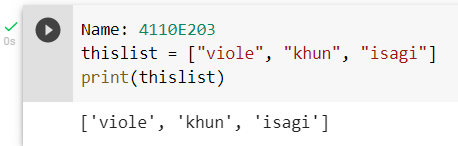 Name: 4110E203
0s
thislist = ["viole", "khun", "isagi"]
print(thislist)
['viole', 'khun', 'isagi']